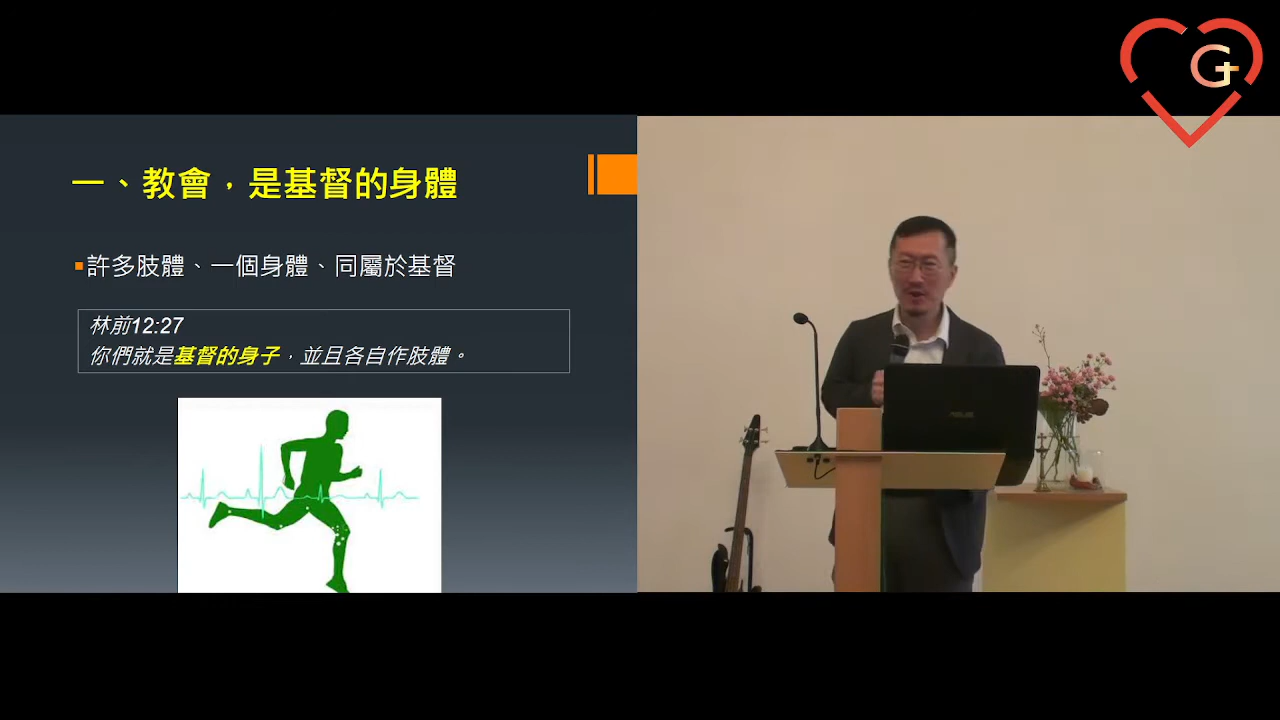 一、教會，是基督的身體
許多肢體、一個身體、同屬於基督
林前12:27
你們就是基督的身子，並且各自作肢體。
G
ASUS